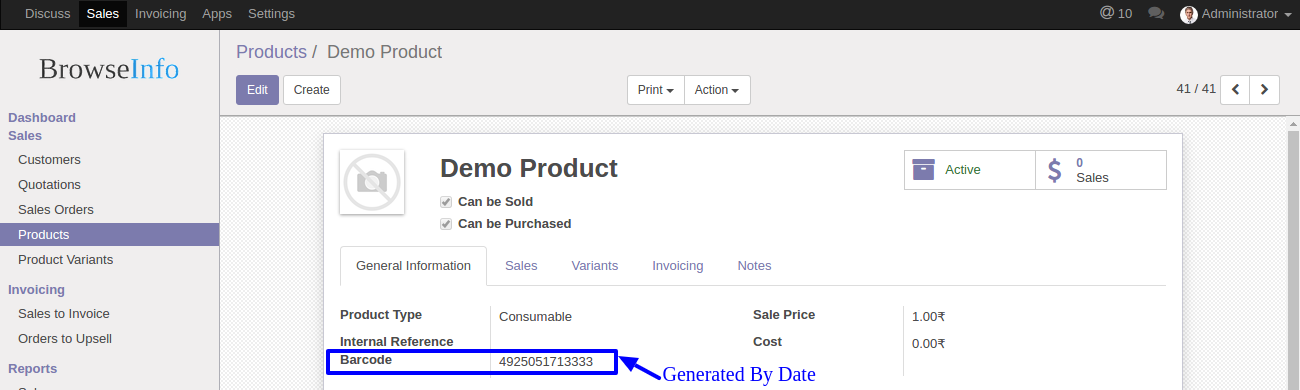 Discuss Sales Invoicing Apps Settings @ 10 Administrator
BrowseInfo
Products / Demo Product
Edit Create Print Action 41 / 41
Dashboard
Sales
Customers
Quotations
Sales Orders
Products
Product Variants
Invoicing
Sales to Invoice
Orders to Upsell
Reports
Demo Product
Can be Sold
Can be Purchased
Active
0
Sales
General Information Sales Variants Invoicing Notes
Product Type Consumable Sale Price 1.00₹
Internal Reference Cost 0.00₹
Barcode 4925051713333
Generated By Date